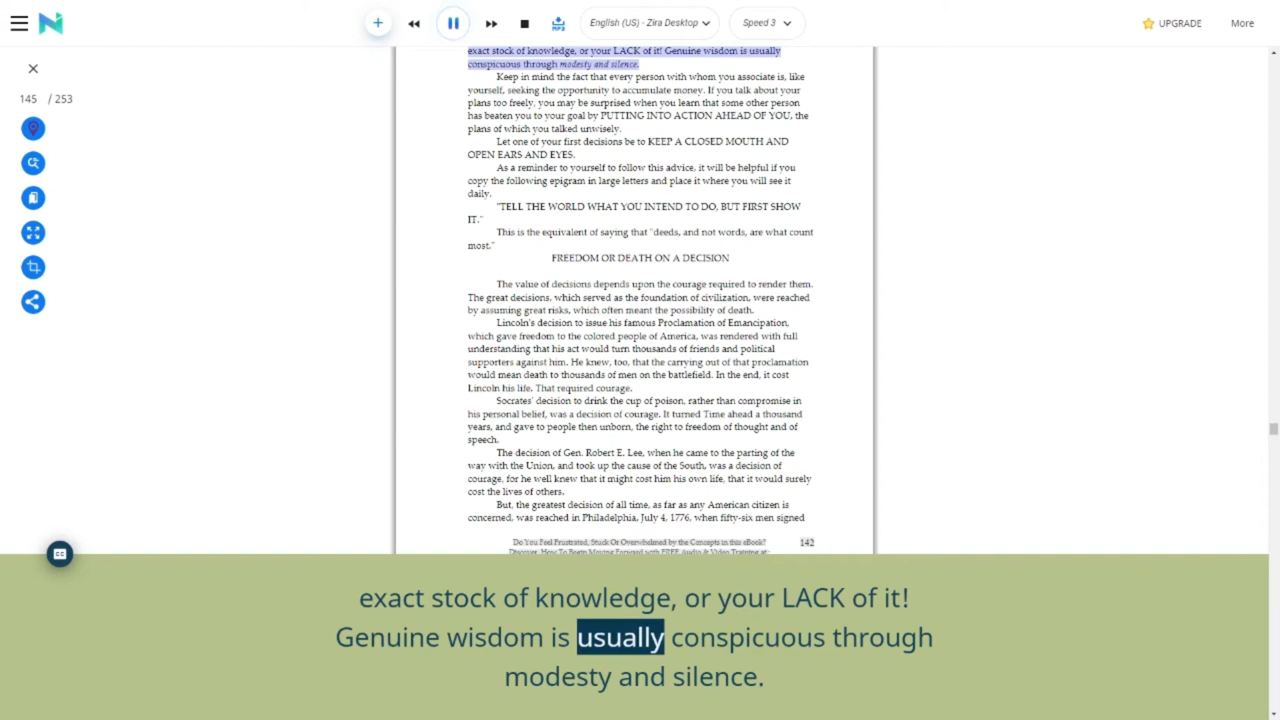 English (US) - Zira Desktop
Speed 3
UPGRADE
More
145 / 253
exact stock of knowledge, or your LACK of it! Genuine wisdom is usually
conspicuous through modesty and silence.
Keep in mind the fact that every person with whom you associate is, like
yourself, seeking the opportunity to accumulate money. If you talk about your
plans too freely, you may be surprised when you learn that some other person
has beaten you to your goal by PUTTING INTO ACTION AHEAD OF YOU, the
plans of which you talked unwisely.
Let one of your first decisions be to KEEP A CLOSED MOUTH AND
OPEN EARS AND EYES.
As a reminder to yourself to follow this advice, it will be helpful if you
copy the following epigram in large letters and place it where you will see it
daily.
"TELL THE WORLD WHAT YOU INTEND TO DO, BUT FIRST SHOW
IT."
This is the equivalent of saying that "deeds, and not words, are what count
most."
FREEDOM OR DEATH ON A DECISION
The value of decisions depends upon the courage required to render them.
The great decisions, which served as the foundation of civilization, were reached
by assuming great risks, which often meant the possibility of death.
Lincoln's decision to issue his famous Proclamation of Emancipation,
which gave freedom to the colored people of America, was rendered with full
understanding that his act would turn thousands of friends and political
supporters against him. He knew, too, that the carrying out of that proclamation
would mean death to thousands of men on the battlefield. In the end, it cost
Lincoln his life. That required courage.
Socrates' decision to drink the cup of poison, rather than compromise in
his personal belief, was a decision of courage. It turned Time ahead a thousand
years, and gave to people then unborn, the right to freedom of thought and of
speech.
The decision of Gen. Robert E. Lee, when he came to the parting of the
way with the Union, and took up the cause of the South, was a decision of
courage, for he well knew that it might cost him his own life, that it would surely
cost the lives of others.
But, the greatest decision of all time, as far as any American citizen is
concerned, was reached in Philadelphia, July 4, 1776, when fifty-six men signed
Do You Feel Frustrated, Stuck Or Overwhelmed by the Concepts in this eBook?
142
Discover, How To Begin Moving Forward with FREE Audio & Video Training at:
CC
exact stock of knowledge, or your LACK of it!
Genuine wisdom is usually conspicuous through
modesty and silence.